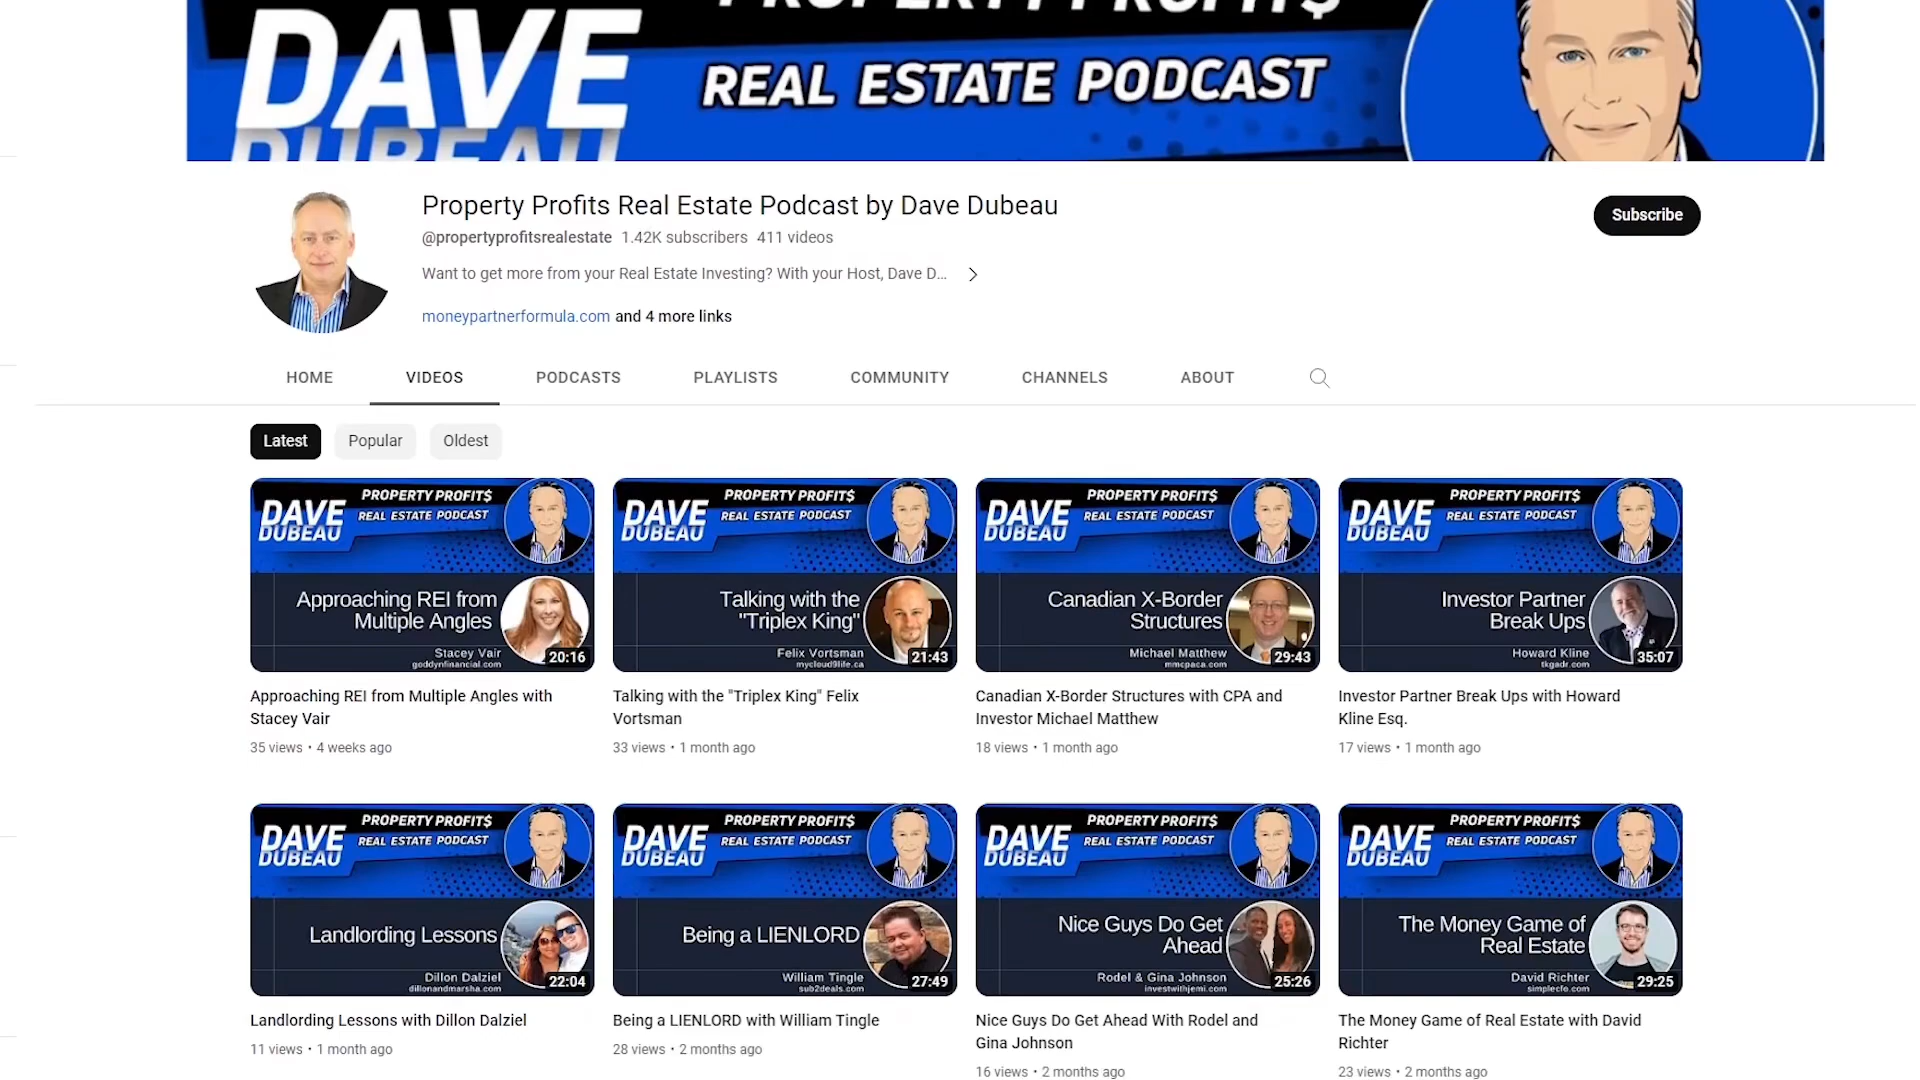 PROPERTY PROFIT$
DAVE
REAL ESTATE PODCAST
DUBEAU
Property Profits Real Estate Podcast by Dave Dubeau
Subscribe
@propertyprofitsrealestate 1.42K subscribers 411 videos
Want to get more from your Real Estate Investing? With your Host, Dave D...
moneypartnerformula.com and 4 more links
HOME VIDEOS PODCASTS PLAYLISTS COMMUNITY CHANNELS ABOUT
Latest Popular Oldest
DAVE DUBEAU
PROPERTY PROFIT$
REAL ESTATE PODCAST
Approaching REI from
Multiple Angles
Stacey Vair
goddynfinancial.com
20:16
Approaching REI from Multiple Angles with
Stacey Vair
35 views • 4 weeks ago
DAVE DUBEAU
PROPERTY PROFIT$
REAL ESTATE PODCAST
Talking with the
"Triplex King"
Felix Vortsman
mycloud9life.ca
21:43
Talking with the "Triplex King" Felix
Vortsman
33 views • 1 month ago
DAVE DUBEAU
PROPERTY PROFIT$
REAL ESTATE PODCAST
Canadian X-Border
Structures
Michael Matthew
mmcpaca.com
29:43
Canadian X-Border Structures with CPA and
Investor Michael Matthew
18 views • 1 month ago
DAVE DUBEAU
PROPERTY PROFIT$
REAL ESTATE PODCAST
Investor Partner
Break Ups
Howard Kline
tkgadr.com
35:07
Investor Partner Break Ups with Howard
Kline Esq.
17 views • 1 month ago
DAVE DUBEAU
PROPERTY PROFIT$
REAL ESTATE PODCAST
Landlording Lessons
Dillon Dalziel
dillonandmarsha.com
22:04
Landlording Lessons with Dillon Dalziel
11 views • 1 month ago
DAVE DUBEAU
PROPERTY PROFIT$
REAL ESTATE PODCAST
Being a LIENLORD
William Tingle
sub2deals.com
27:49
Being a LIENLORD with William Tingle
28 views • 2 months ago
DAVE DUBEAU
PROPERTY PROFIT$
REAL ESTATE PODCAST
Nice Guys Do Get
Ahead
Rodel & Gina Johnson
investwithjemi.com
25:26
Nice Guys Do Get Ahead With Rodel and
Gina Johnson
16 views • 2 months ago
DAVE DUBEAU
PROPERTY PROFIT$
REAL ESTATE PODCAST
The Money Game of
Real Estate
David Richter
simplecfo.com
29:25
The Money Game of Real Estate with David
Richter
23 views • 2 months ago